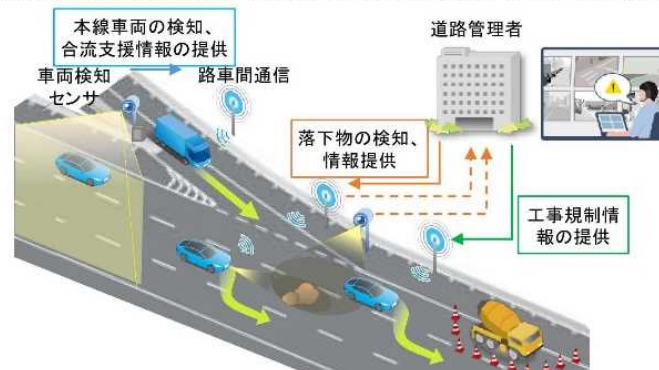 本線車両の検知、
合流支援情報の提供
車両検知
センサ
路車間通信
道路管理者
落下物の検知、
情報提供
工事規制情
報の提供